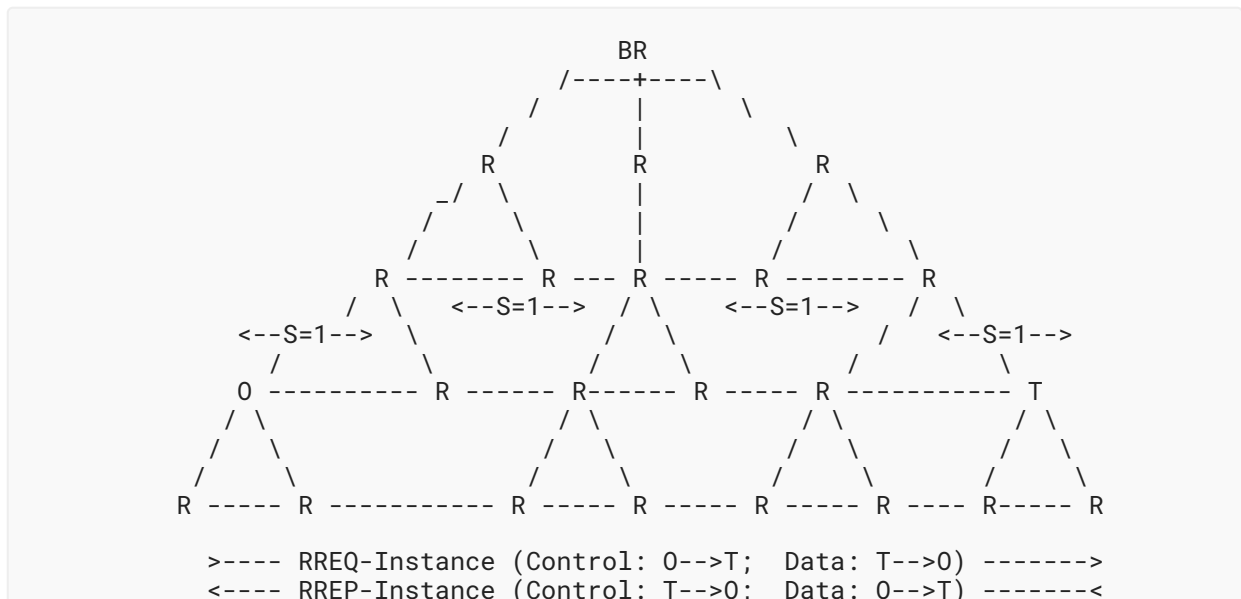 BR
                         /----+----\
                       /      |      \
                     /        |         \
                    R         R           R
                 _/  \        |          / \
                /     \       |         /    \
               /       \      |        /       \
             R -------- R --- R ----- R -------- R
           /  \   <--S=1-->  / \    <--S=1-->   /  \
    <--S=1-->  \            /   \             /  <--S=1-->
      /         \          /     \          /         \
    O ---------- R ------ R------ R ----- R ----------- T
   / \                   / \             / \           / \
  /   \                 /   \           /   \         /   \
 /     \               /     \         /     \       /     \
R ----- R ----------- R ----- R ----- R ----- R ---- R----- R
>---- RREQ-Instance (Control: O-->T;  Data: T-->O) ------->
<---- RREP-Instance (Control: T-->O;  Data: O-->T) -------<